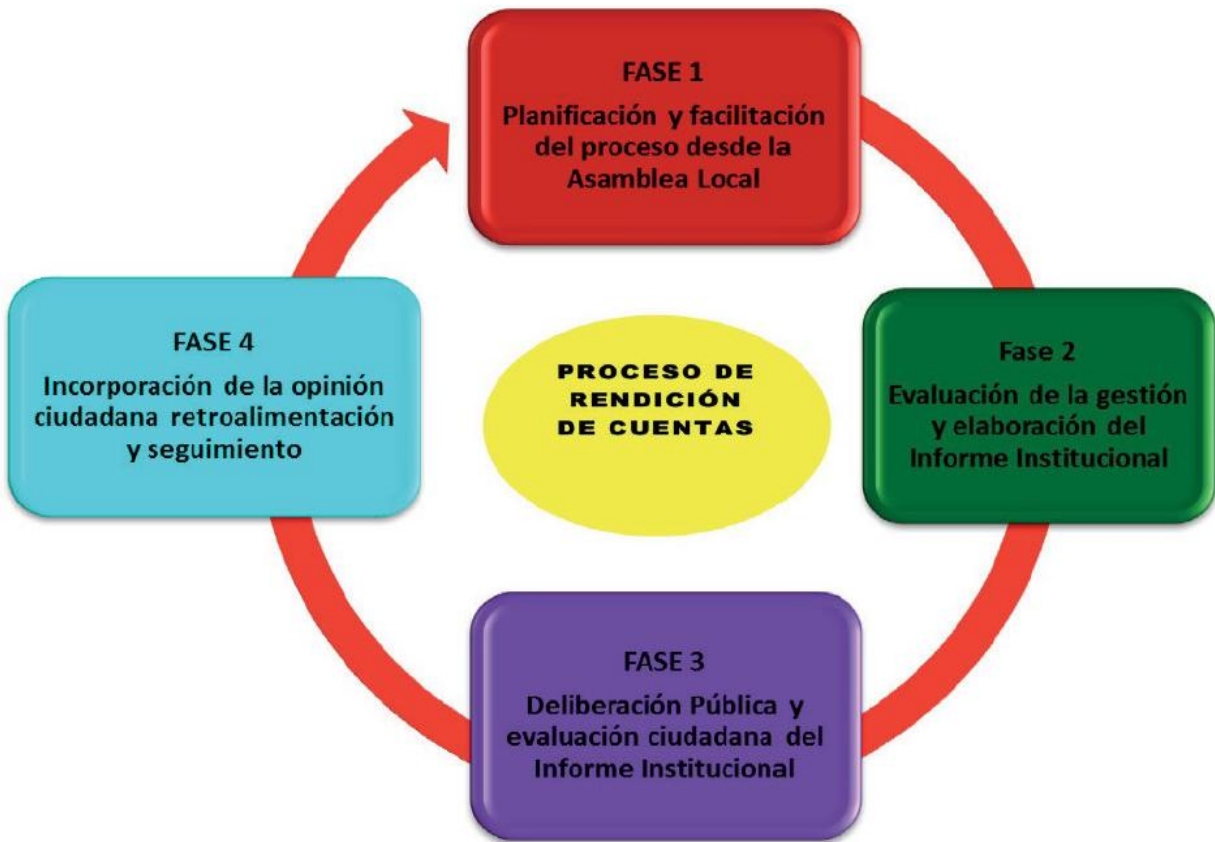 FASE 1
Planificación y facilitación
del proceso desde la
Asamblea Local
FASE 4
Incorporación de la opinión
ciudadana retroalimentación
y seguimiento
PROCESO DE
RENDICIÓN
DE CUENTAS
Fase 2
Evaluación de la gestión
y elaboración del
Informe Institucional
FASE 3
Deliberación Pública y
evaluación ciudadana del
Informe Institucional